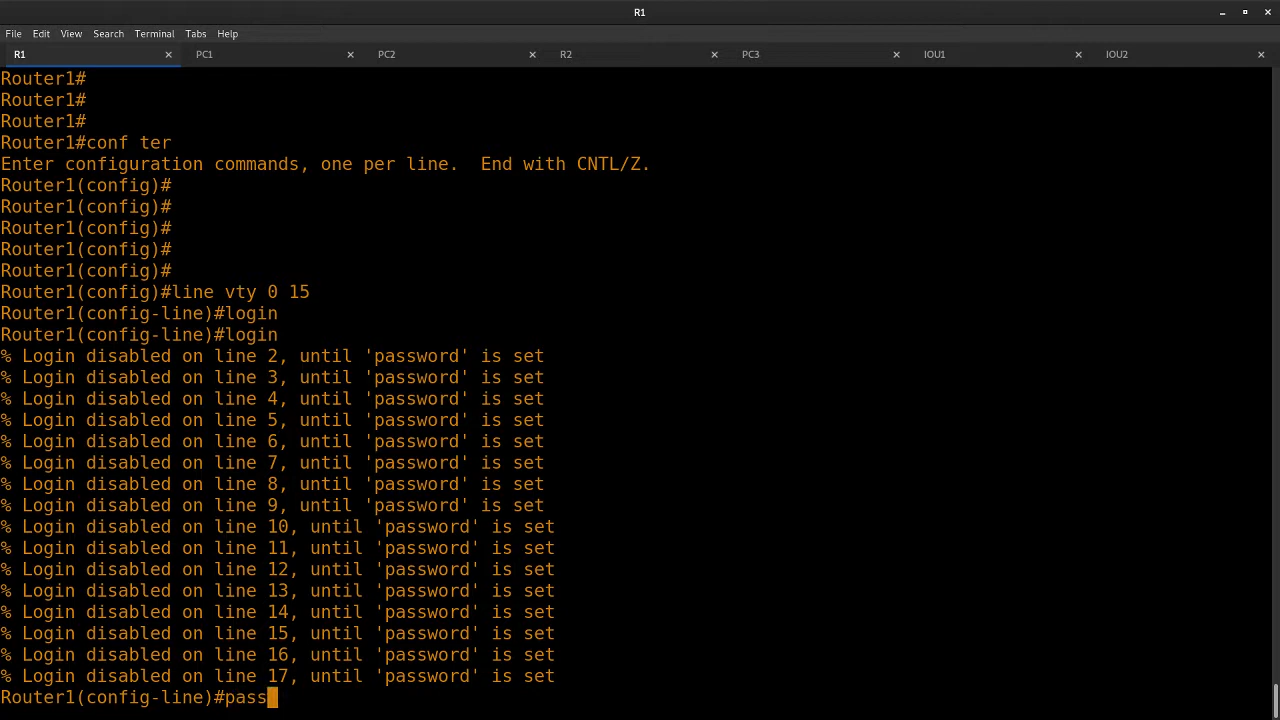 R1
File Edit View Search Terminal Tabs Help
R1 PC1 PC2 R2 PC3 IOU1 IOU2
Router1#
Router1#
Router1#
Router1#conf ter
Enter configuration commands, one per line.  End with CNTL/Z.
Router1(config)#
Router1(config)#
Router1(config)#
Router1(config)#
Router1(config)#
Router1(config)#line vty 0 15
Router1(config-line)#login
Router1(config-line)#login
% Login disabled on line 2, until 'password' is set
% Login disabled on line 3, until 'password' is set
% Login disabled on line 4, until 'password' is set
% Login disabled on line 5, until 'password' is set
% Login disabled on line 6, until 'password' is set
% Login disabled on line 7, until 'password' is set
% Login disabled on line 8, until 'password' is set
% Login disabled on line 9, until 'password' is set
% Login disabled on line 10, until 'password' is set
% Login disabled on line 11, until 'password' is set
% Login disabled on line 12, until 'password' is set
% Login disabled on line 13, until 'password' is set
% Login disabled on line 14, until 'password' is set
% Login disabled on line 15, until 'password' is set
% Login disabled on line 16, until 'password' is set
% Login disabled on line 17, until 'password' is set
Router1(config-line)#pass